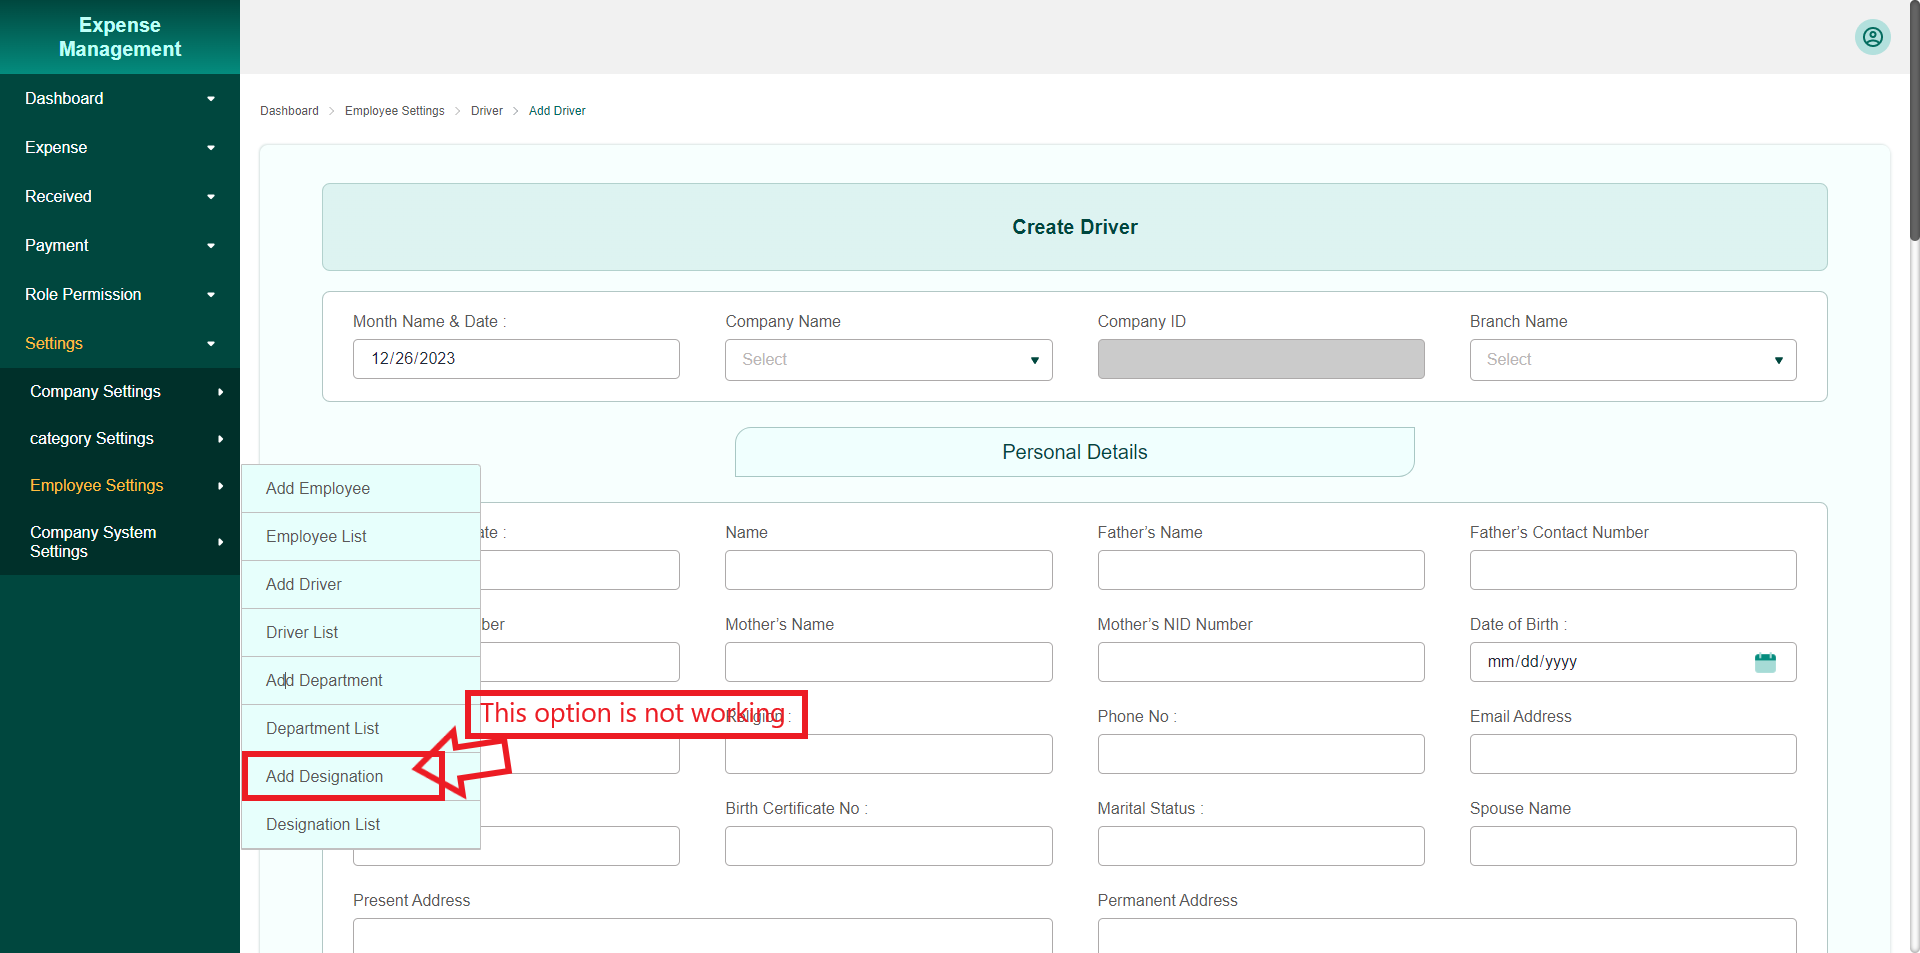 Expense
Management
Dashboard
Expense
Received
Payment
Role Permission
Settings
Company Settings
category Settings
Employee Settings
Company System
Settings
Dashboard > Employee Settings > Driver > Add Driver
Create Driver
Month Name & Date :
Company Name
Company ID
Branch Name
12/26/2023
Select
Select
Personal Details
Add Employee
Employee List
Add Driver
Driver List
Add Department
Department List
Add Designation
Designation List
This option is not working
Name
Father’s Name
Father’s Contact Number
Mother’s Name
Mother’s NID Number
Date of Birth :
mm/dd/yyyy
Religion :
Phone No :
Email Address
Birth Certificate No :
Marital Status :
Spouse Name
Present Address
Permanent Address